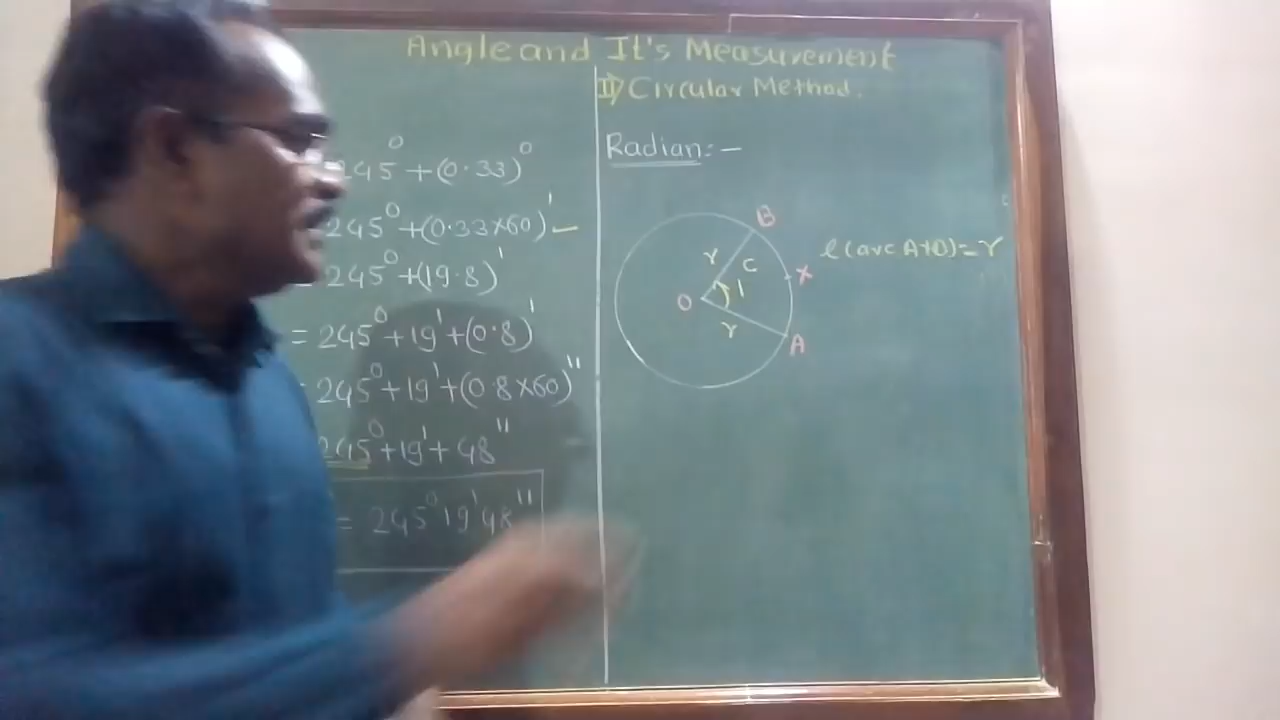 Angle and It's Measurement
245° + (0.33)°
245° + (0.33×60)'
= 245° + (19.8)'
= 245° + 19' + (0.8)'
= 245° + 19' + (0.8×60)"
245° + 19' + 48"
= 245° 19' 48"
II) Circular Method.
Radian:-
B
r c
l(arc AXB)=r
X
O 1
r
A